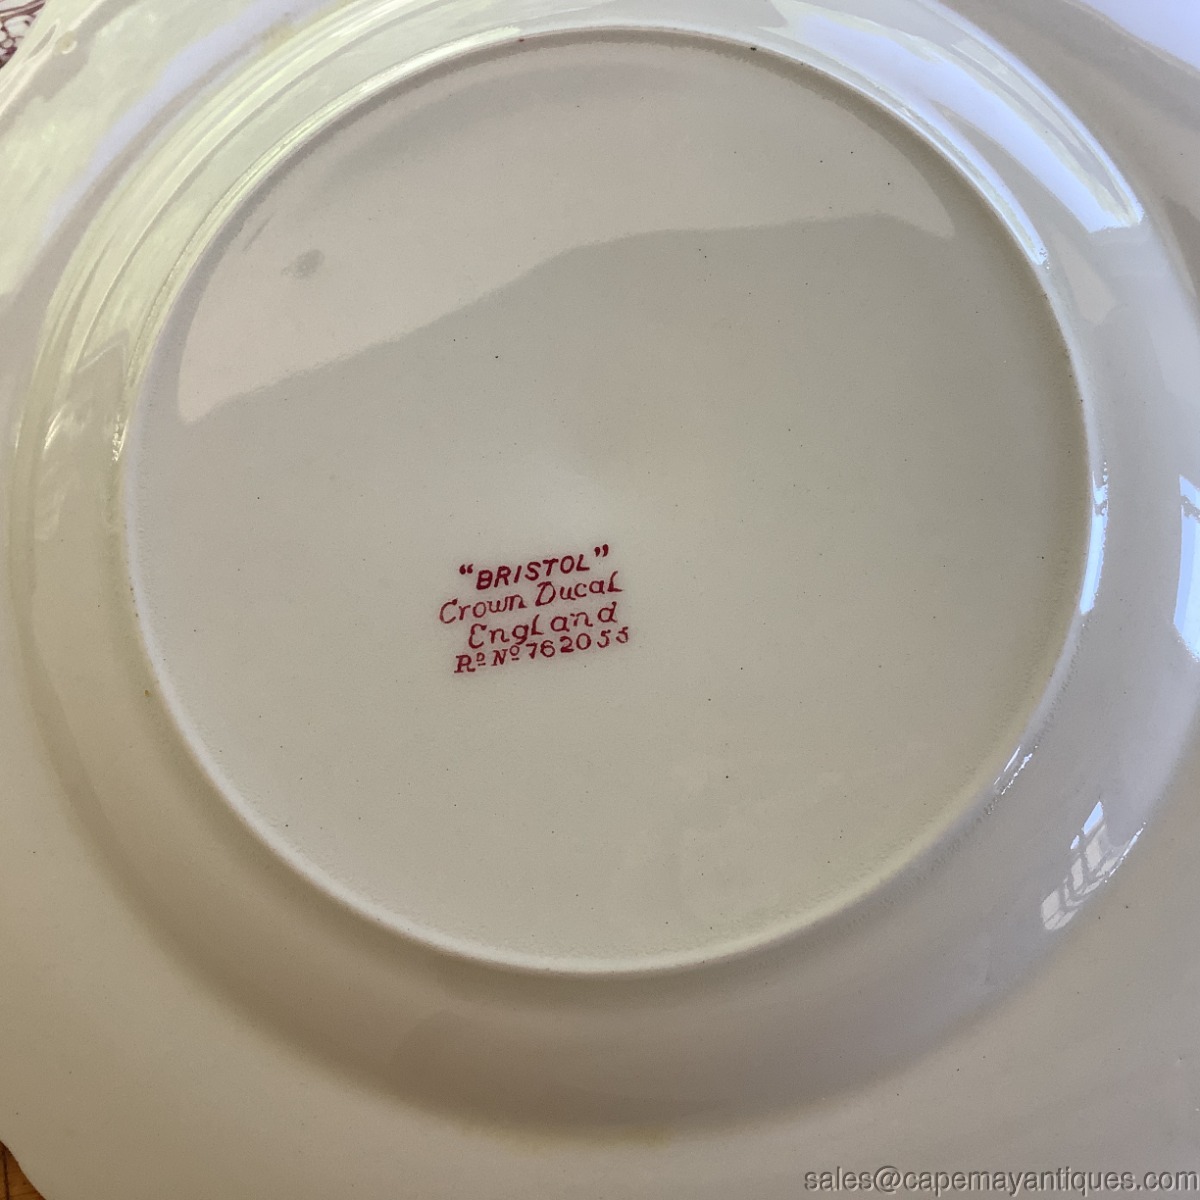 “BRISTOL”
Crown Ducal
England
Rᵈ Nº 762055
sales@capemayantiques.com